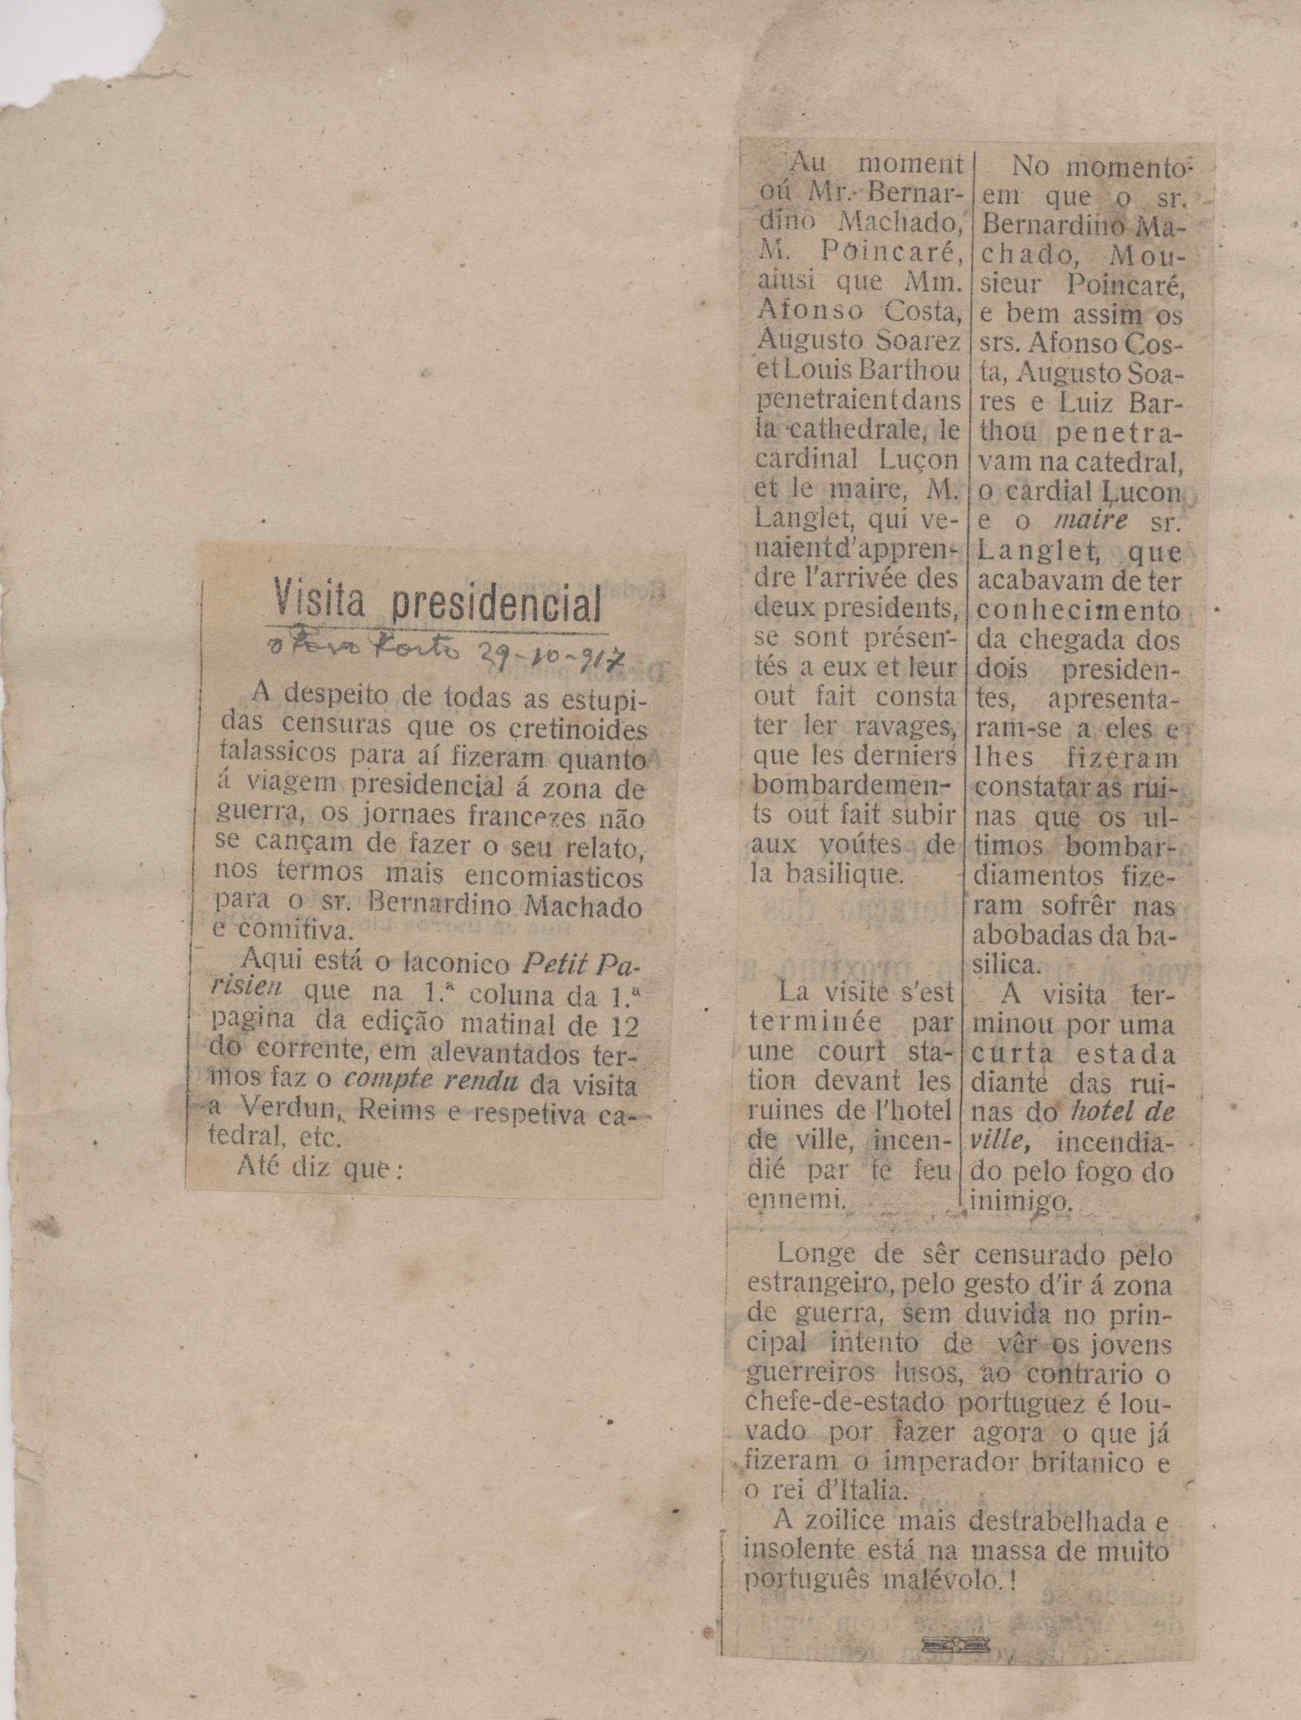 Visita presidencial
Porto 29-10-917
A despeito de todas as estupi-
das censuras que os cretinoides
talassicos para aí fizeram quanto
á viagem presidencial á zona de
guerra, os jornaes francezes não
se cançam de fazer o seu relato,
nos termos mais encomiasticos
para o sr. Bernardino Machado
e comitiva.
Aqui está o laconico Petit Pa-
risien que na 1.ª coluna da 1.ª
pagina da edição matinal de 12
do corrente, em alevantados ter-
mos faz o compte rendu da visita
a Verdun, Reims e respetiva ca-
tedral, etc.
Até diz que:
Au moment
oú Mr. Bernar-
dino Machado,
M. Poincaré,
aiusi que Mm.
Afonso Costa,
Augusto Soarez
et Louis Barthou
penetraient dans
la cathedrale, le
cardinal Luçon
et le maire, M.
Langlet, qui ve-
naient d'appren-
dre l'arrivée des
deux presidents,
se sont présen-
tés a eux et leur
out fait consta
ter ler ravages,
que les derniers
bombardemen-
ts out fait subir
aux voútes de
la basilique.
La visite s'est
terminée par
une court sta-
tion devant les
ruines de l'hotel
de ville, incen-
dié par le feu
ennemi.
No momento
em que o sr.
Bernardino Ma-
chado, Mou-
sieur Poincaré,
e bem assim os
srs. Afonso Cos-
ta, Augusto Soa-
res e Luiz Bar-
thou penetra-
vam na catedral,
o cardial Luçon
e o maire sr.
Langlet, que
acabavam de ter
conhecimento
da chegada dos
dois presiden-
tes, apresenta-
ram-se a eles e
lhes fizeram
constatar as rui-
nas que os ul-
timos bombar-
diamentos fize-
ram sofrêr nas
abobadas da ba-
silica.
A visita ter-
minou por uma
curta estada
diante das rui-
nas do hotel de
ville, incendia-
do pelo fogo do
inimigo.
Longe de sêr censurado pelo
estrangeiro, pelo gesto d'ir á zona
de guerra, sem duvida no prin-
cipal intento de vêr os jovens
guerreiros lusos, ao contrario o
chefe-de-estado portuguez é lou-
vado por fazer agora o que já
fizeram o imperador britanico e
o rei d'Italia.
A zoilice mais destrabelhada e
insolente está na massa de muito
português malévolo.!